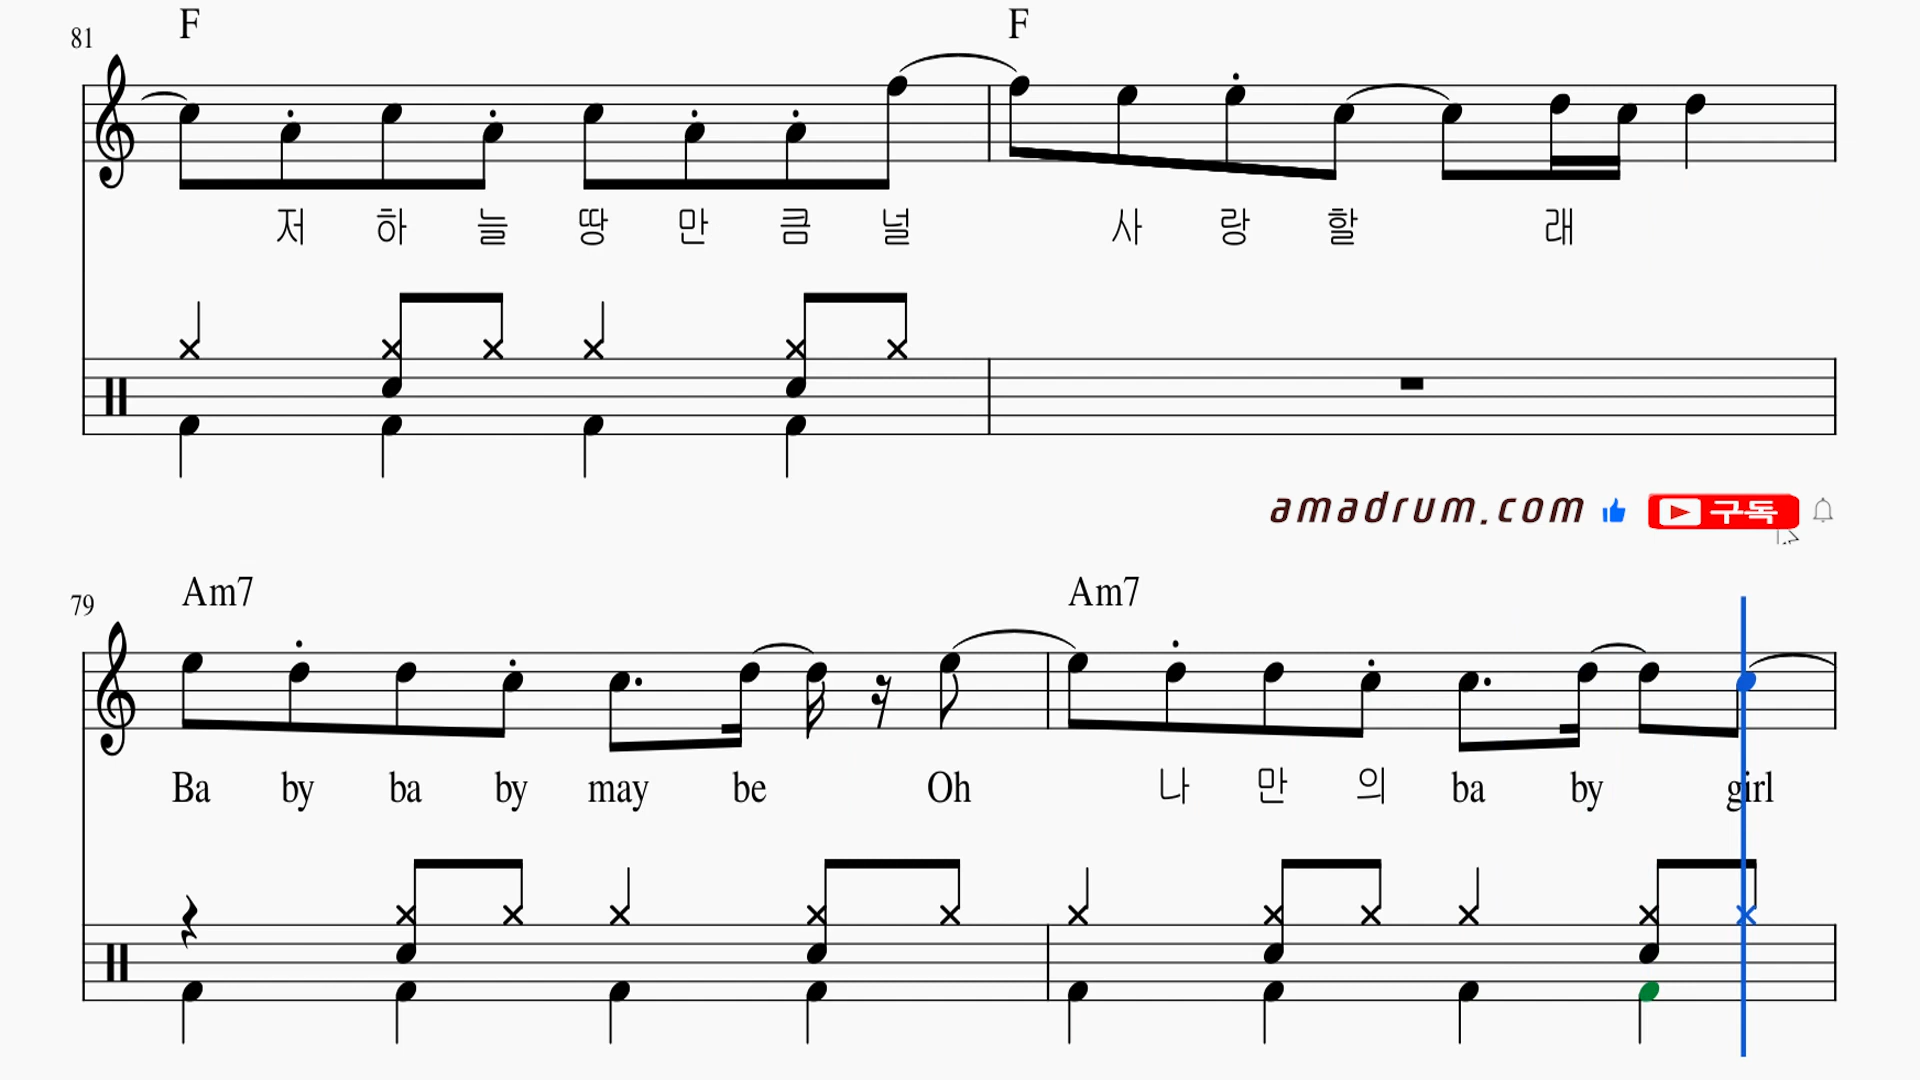 F F
81
저 하 늘 땅 만 큼 널 사 랑 할 래
amadrum.com 구독
Am7 Am7
79
Ba by ba by may be Oh 나 만 의 ba by girl